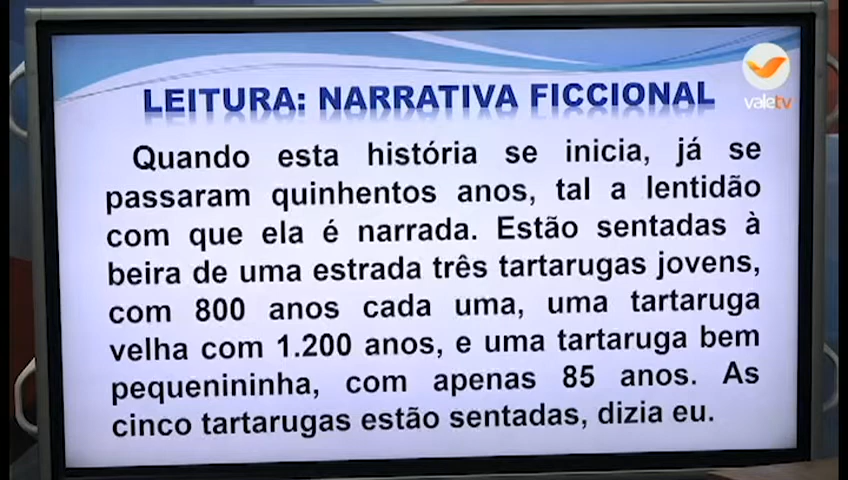 LEITURA: NARRATIVA FICCIONAL
valetv
Quando esta história se inicia, já se
passaram quinhentos anos, tal a lentidão
com que ela é narrada. Estão sentadas à
beira de uma estrada três tartarugas jovens,
com 800 anos cada uma, uma tartaruga
velha com 1.200 anos, e uma tartaruga bem
pequenininha, com apenas 85 anos. As
cinco tartarugas estão sentadas, dizia eu.